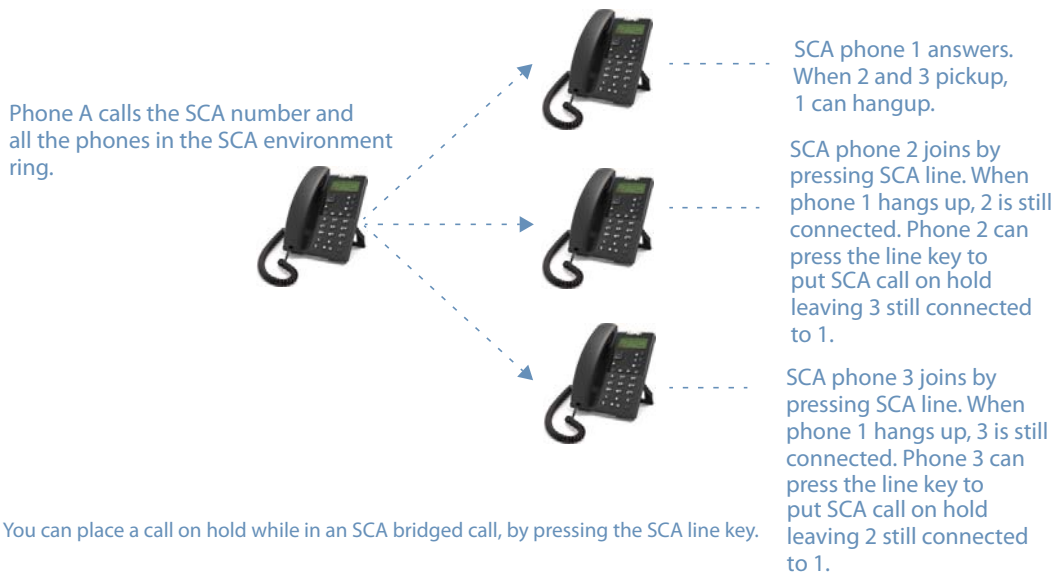 Phone A calls the SCA number and
all the phones in the SCA environment
ring.
SCA phone 1 answers.
When 2 and 3 pickup,
1 can hangup.
SCA phone 2 joins by
pressing SCA line. When
phone 1 hangs up, 2 is still
connected. Phone 2 can
press the line key to
put SCA call on hold
leaving 3 still connected
to 1.
SCA phone 3 joins by
pressing SCA line. When
phone 1 hangs up, 3 is still
connected. Phone 3 can
press the line key to
put SCA call on hold
leaving 2 still connected
to 1.
You can place a call on hold while in an SCA bridged call, by pressing the SCA line key.